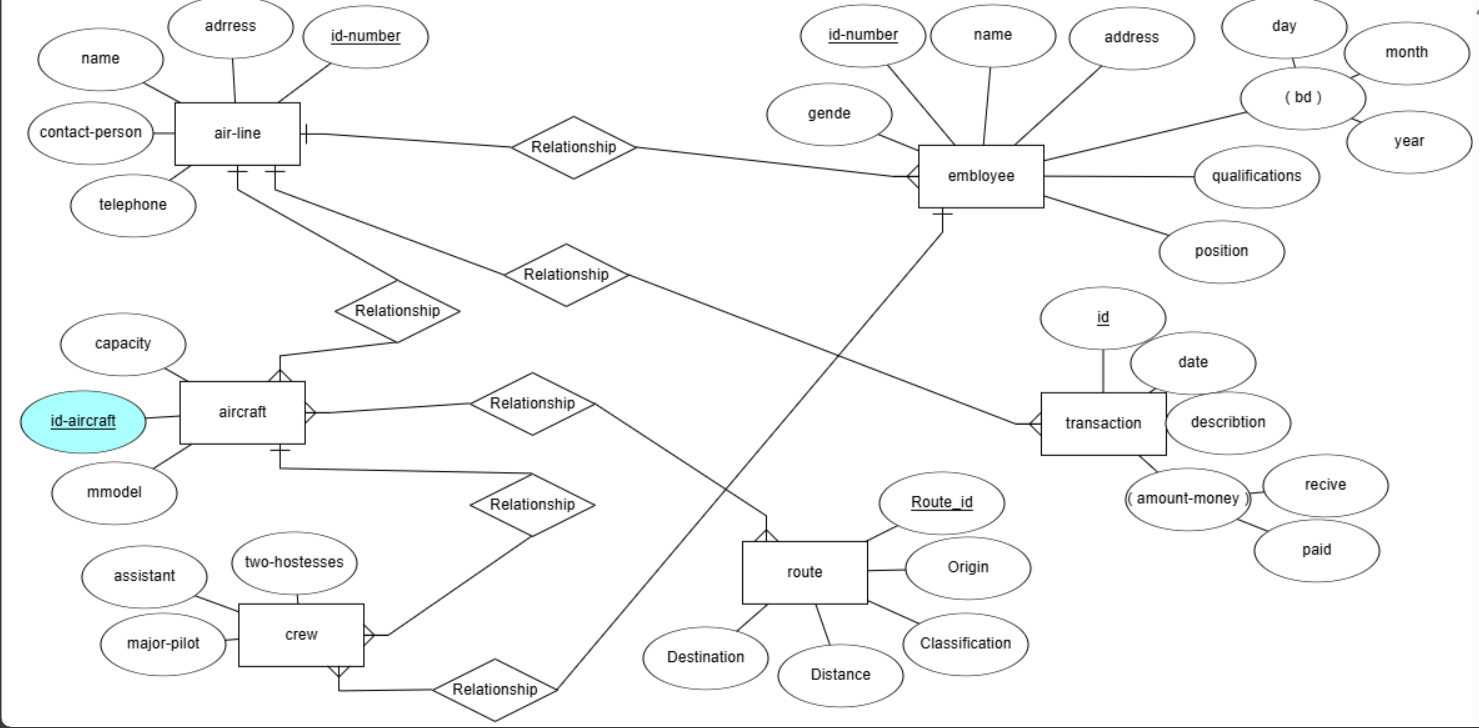 adrress
id-number
name
air-line
contact-person
telephone
Relationship
id-number
name
address
day
month
( bd )
year
gende
embloyee
qualifications
position
Relationship
Relationship
capacity
id-aircraft
aircraft
mmodel
Relationship
Relationship
id
date
transaction
describtion
( amount-money )
recive
paid
Route_id
Origin
route
Classification
Destination
Distance
two-hostesses
assistant
major-pilot
crew
Relationship